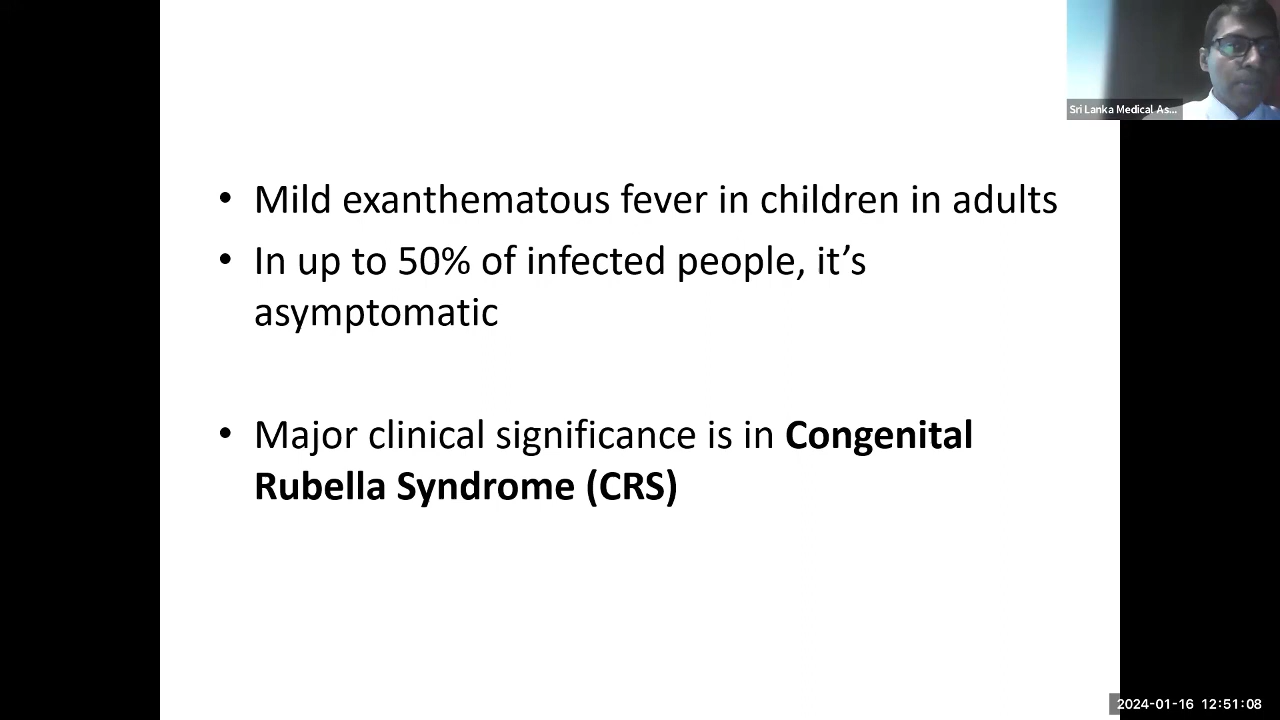 Sri Lanka Medical As...
• Mild exanthematous fever in children in adults
• In up to 50% of infected people, it’s
asymptomatic
• Major clinical significance is in Congenital
Rubella Syndrome (CRS)
2024-01-16 12:51:08